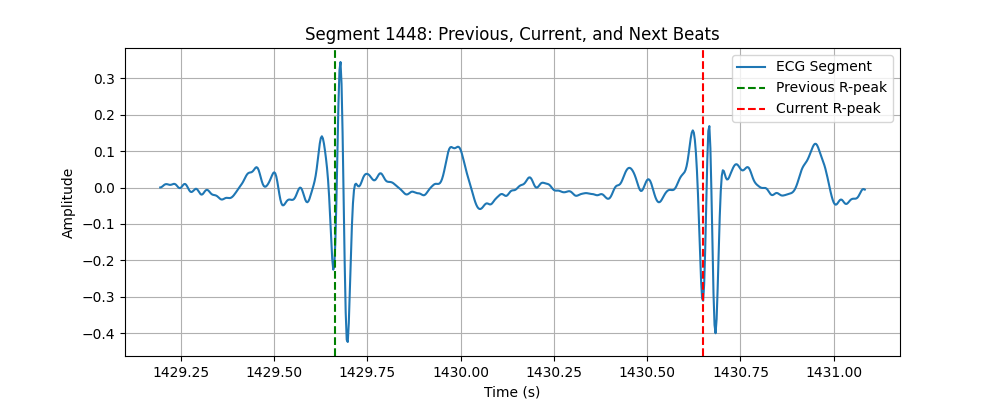 Segment 1448: Previous, Current, and Next Beats
ECG Segment
Previous R-peak
Current R-peak
Amplitude
0.3
0.2
0.1
0.0
−0.1
−0.2
−0.3
−0.4
1429.25 1429.50 1429.75 1430.00 1430.25 1430.50 1430.75 1431.00
Time (s)